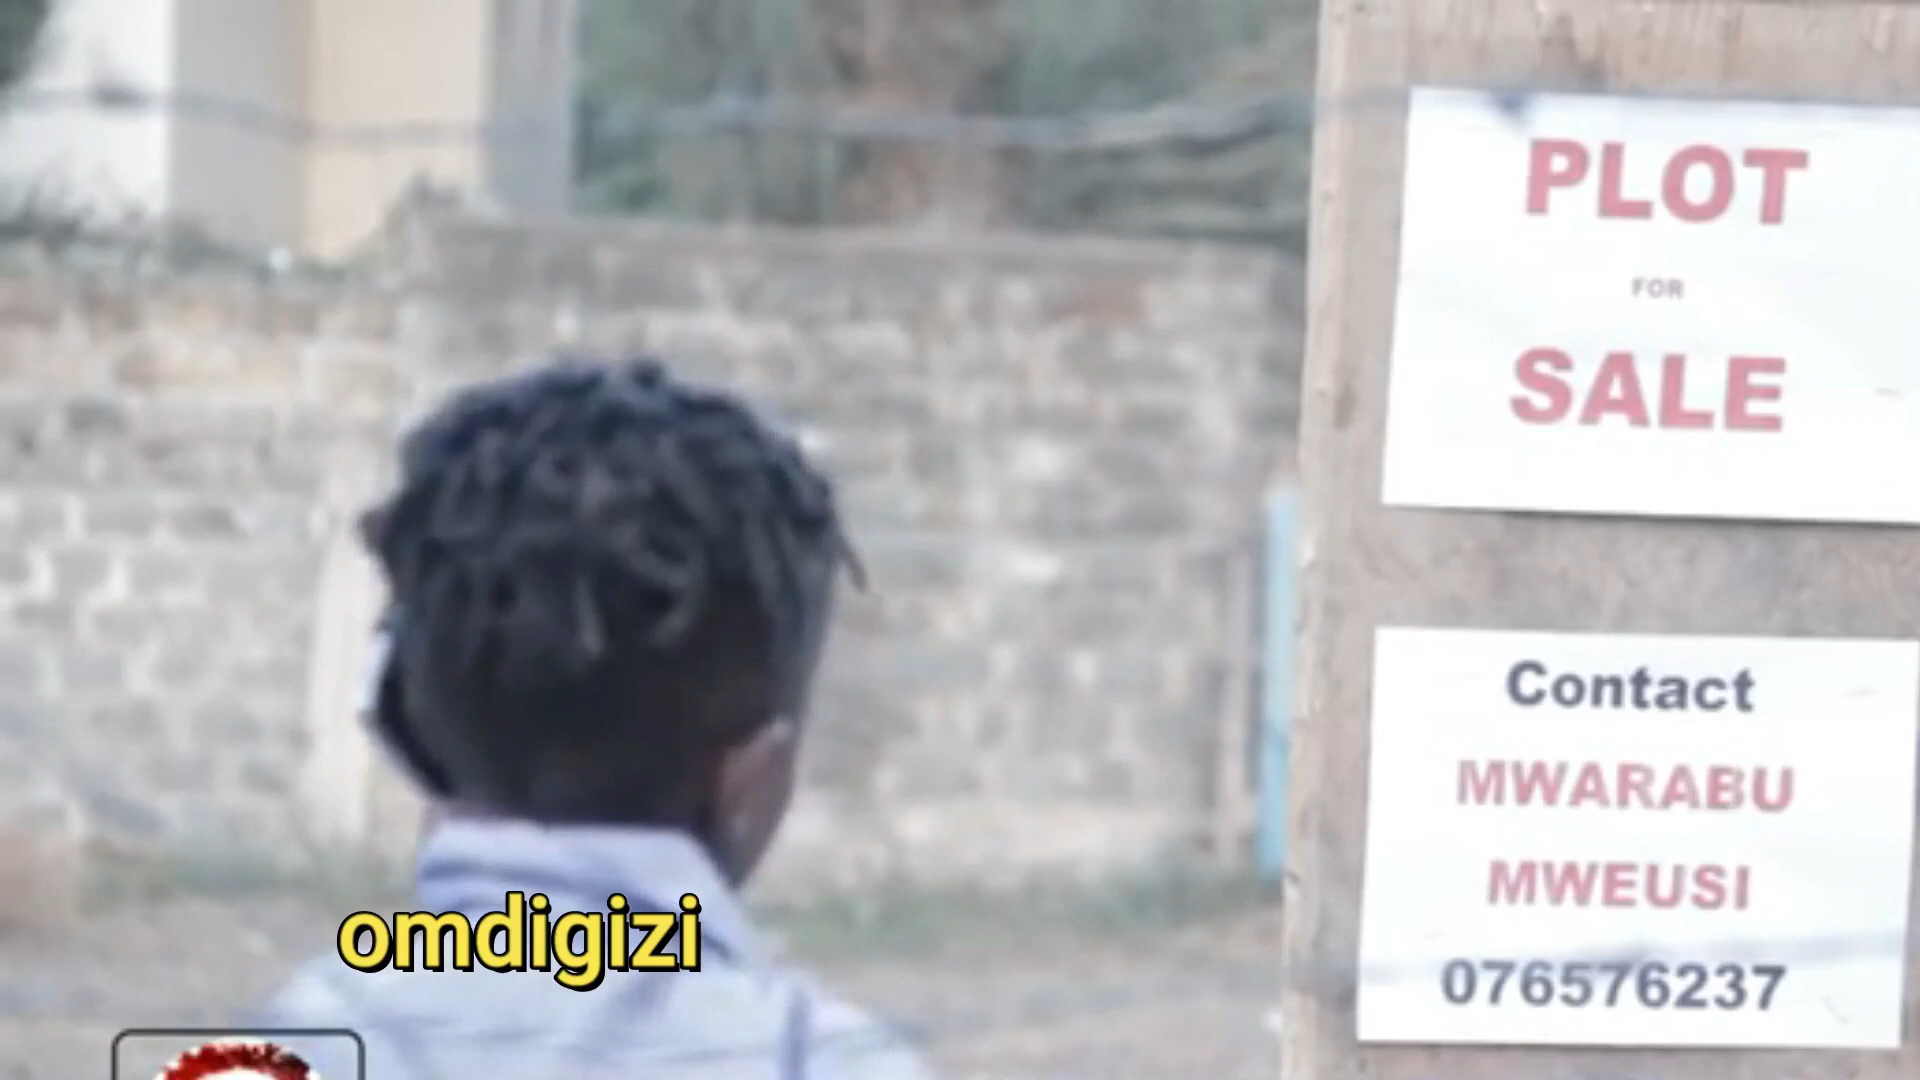 PLOT
FOR
SALE
Contact
MWARABU
MWEUSI
076576237
omdigizi